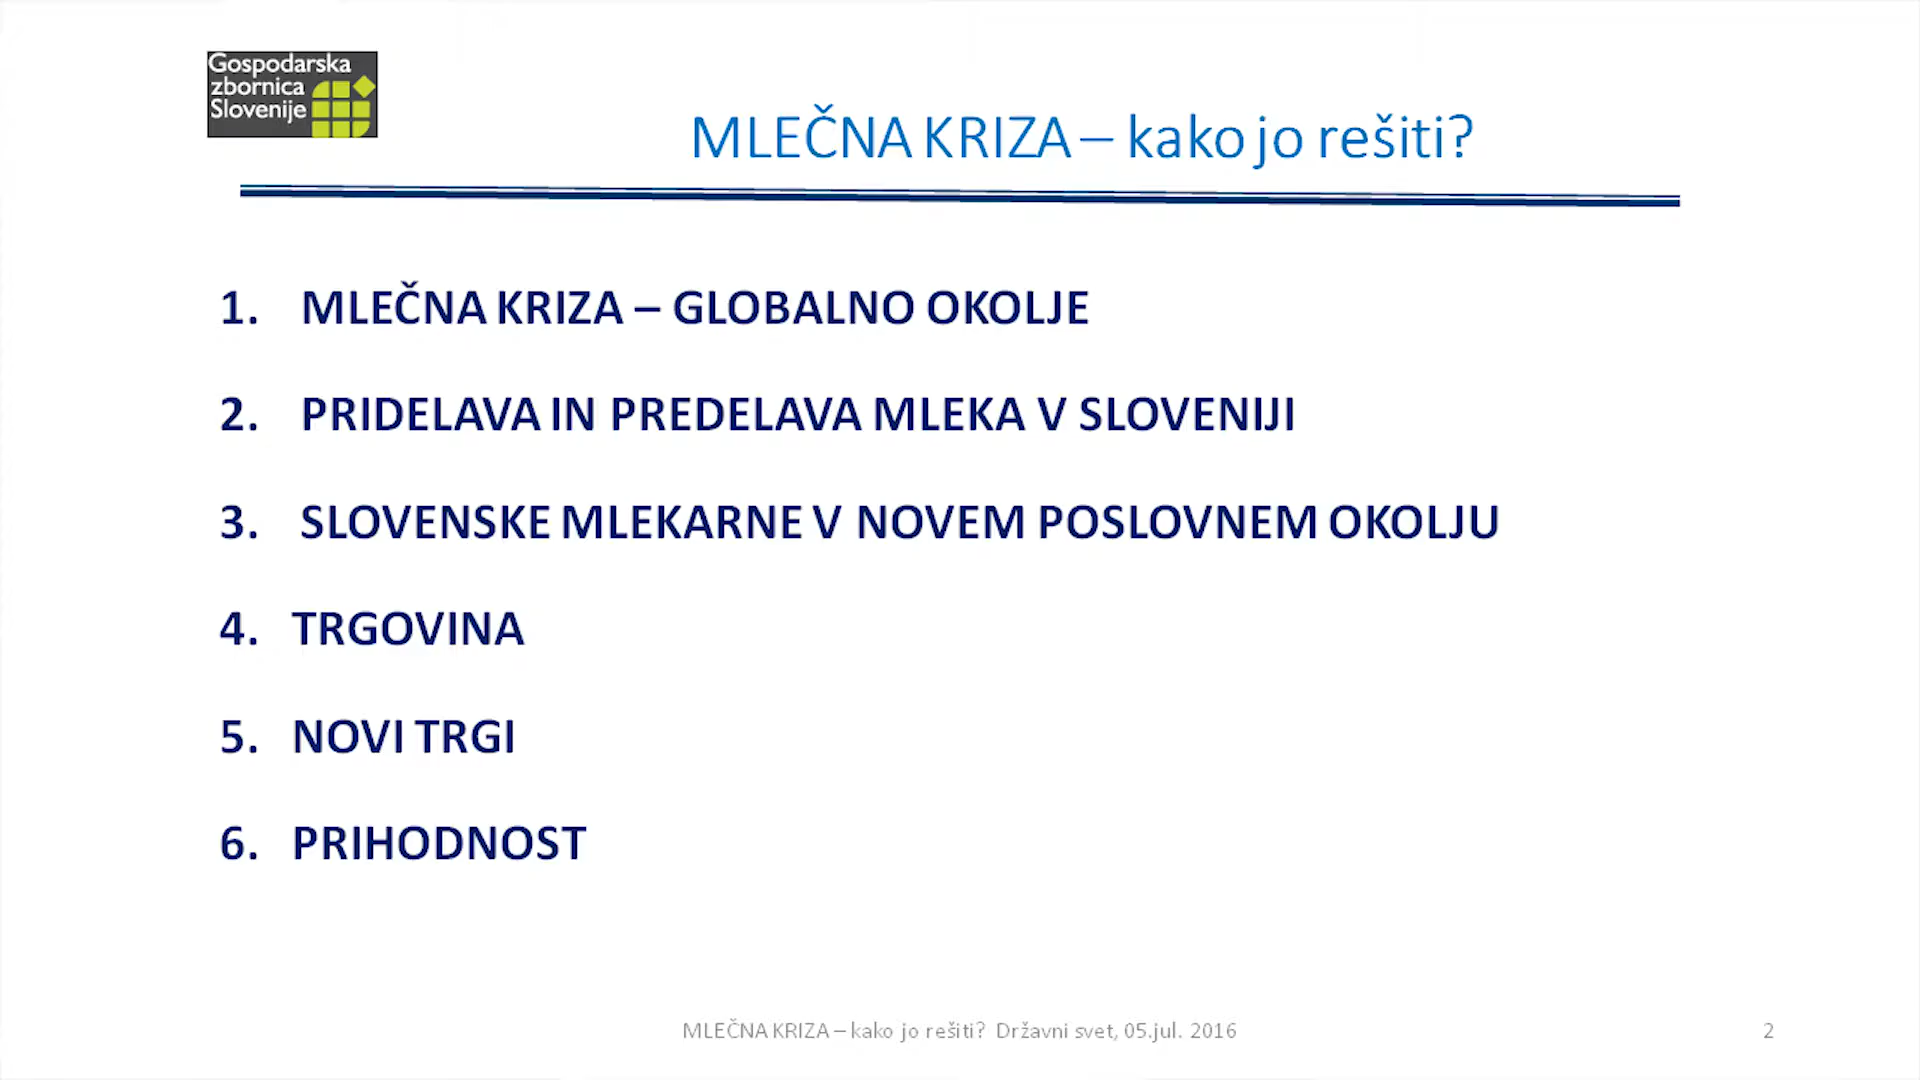 Gospodarska
zbornica
Slovenije
MLEČNA KRIZA – kako jo rešiti?
1. MLEČNA KRIZA – GLOBALNO OKOLJE
2. PRIDELAVA IN PREDELAVA MLEKA V SLOVENIJI
3. SLOVENSKE MLEKARNE V NOVEM POSLOVNEM OKOLJU
4. TRGOVINA
5. NOVI TRGI
6. PRIHODNOST
MLEČNA KRIZA – kako jo rešiti? Državni svet, 05.jul. 2016
2